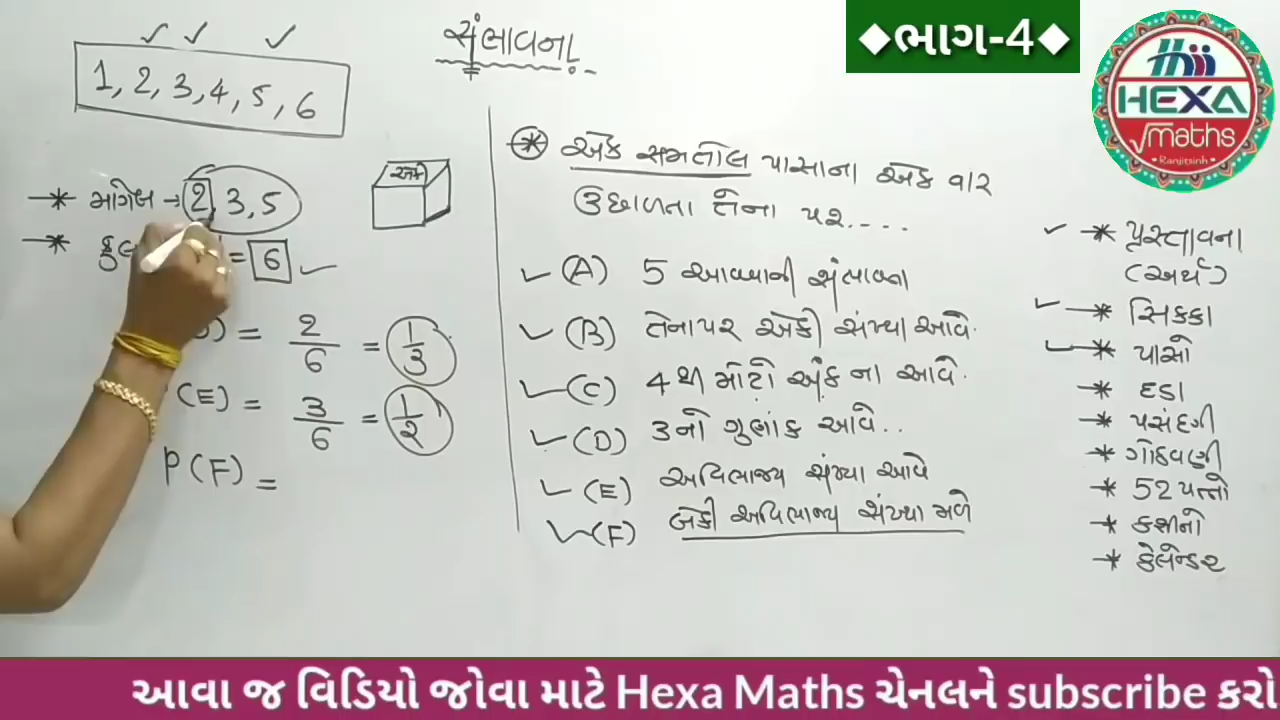 સંભાવના
◆ભાગ-4◆
HEXA
maths
Ranjitsinh
1, 2, 3, 4, 5, 6
* માંગેલ → 2, 3, 5
* કુલ = 6
એક
= 2/6 = 1/3
(E) = 3/6 = 1/2
P(F) =
* એક સમતોલ પાસાના એક વાર
ઉછાળતા તેના પર....
(A) 5 આવવાની સંભાવના
(B) તેના પર એકી સંખ્યા આવે.
(C) 4 થી મોટો અંક ના આવે.
(D) 3નો ગુણાંક આવે..
(E) અવિભાજ્ય સંખ્યા આવે
(F) બેકી અવિભાજ્ય સંખ્યા મળે
* પ્રસ્તાવના
(અર્થ)
* સિક્કા
* પાસો
* દડા
* પસંદગી
* ગોઠવણી
* 52 પત્તો
*
* કેલેન્ડર
આવા જ વિડિયો જોવા માટે Hexa Maths ચેનલને subscribe કરો